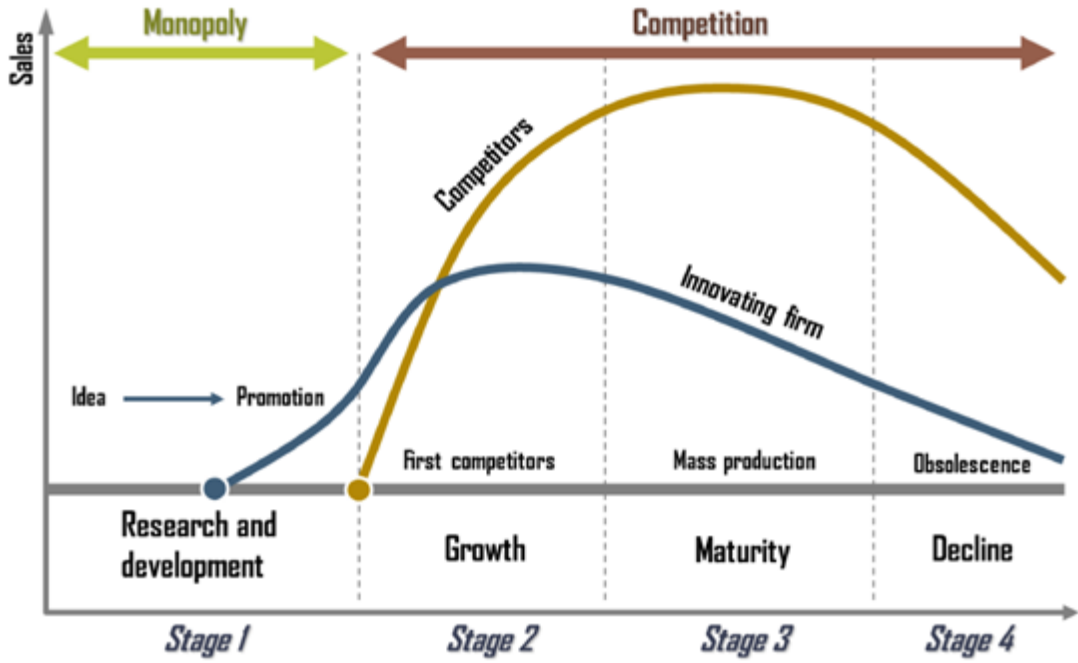 Monopoly
Competition
Sales
Competitors
Innovating firm
Idea
Promotion
First competitors
Mass production
Obsolescence
Research and
development
Growth
Maturity
Decline
Stage 1
Stage 2
Stage 3
Stage 4